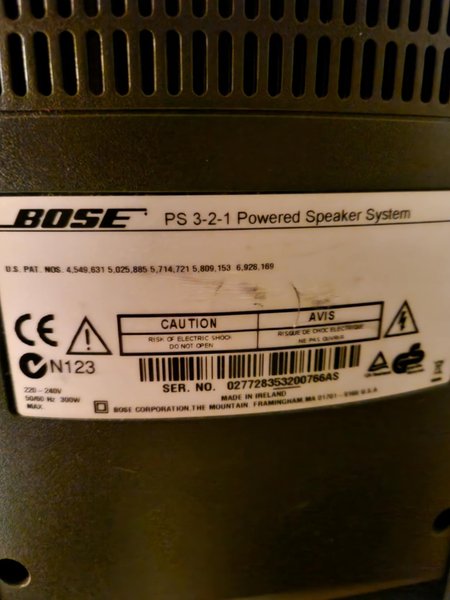 BOSE PS 3-2-1 Powered Speaker System
U.S. PAT. NOS. 4,549,631 5,025,885 5,714,721 5,809,153 6,928,169
CE
CAUTION AVIS
RISK OF ELECTRIC SHOCK RISQUE DE CHOC ELECTRIQUE
DO NOT OPEN NE PAS OUVRIR
N123
SER. NO. 027728353200766AS
220 - 240V
50/60 Hz 300W
MAX.
MADE IN IRELAND
BOSE CORPORATION, THE MOUNTAIN, FRAMINGHAM, MA 01701-9168 U.S.A